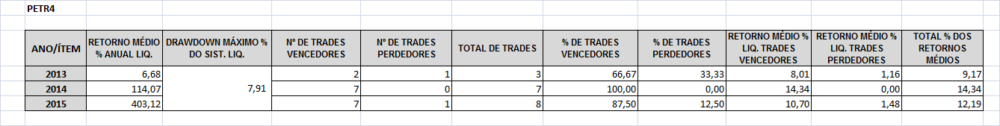 PETR4
ANO/ÍTEM RETORNO MÉDIO % ANUAL LIQ. DRAWDOWN MÁXIMO % DO SIST. LIQ. Nº DE TRADES VENCEDORES Nº DE TRADES PERDEDORES TOTAL DE TRADES % DE TRADES VENCEDORES % DE TRADES PERDEDORES RETORNO MÉDIO % LIQ. TRADES VENCEDORES RETORNO MÉDIO % LIQ. TRADES PERDEDORES TOTAL % DOS RETORNOS MÉDIOS
2013 6,68 7,91 2 1 3 66,67 33,33 8,01 1,16 9,17
2014 114,07 7 0 7 100,00 0,00 14,34 0,00 14,34
2015 403,12 7 1 8 87,50 12,50 10,70 1,48 12,19